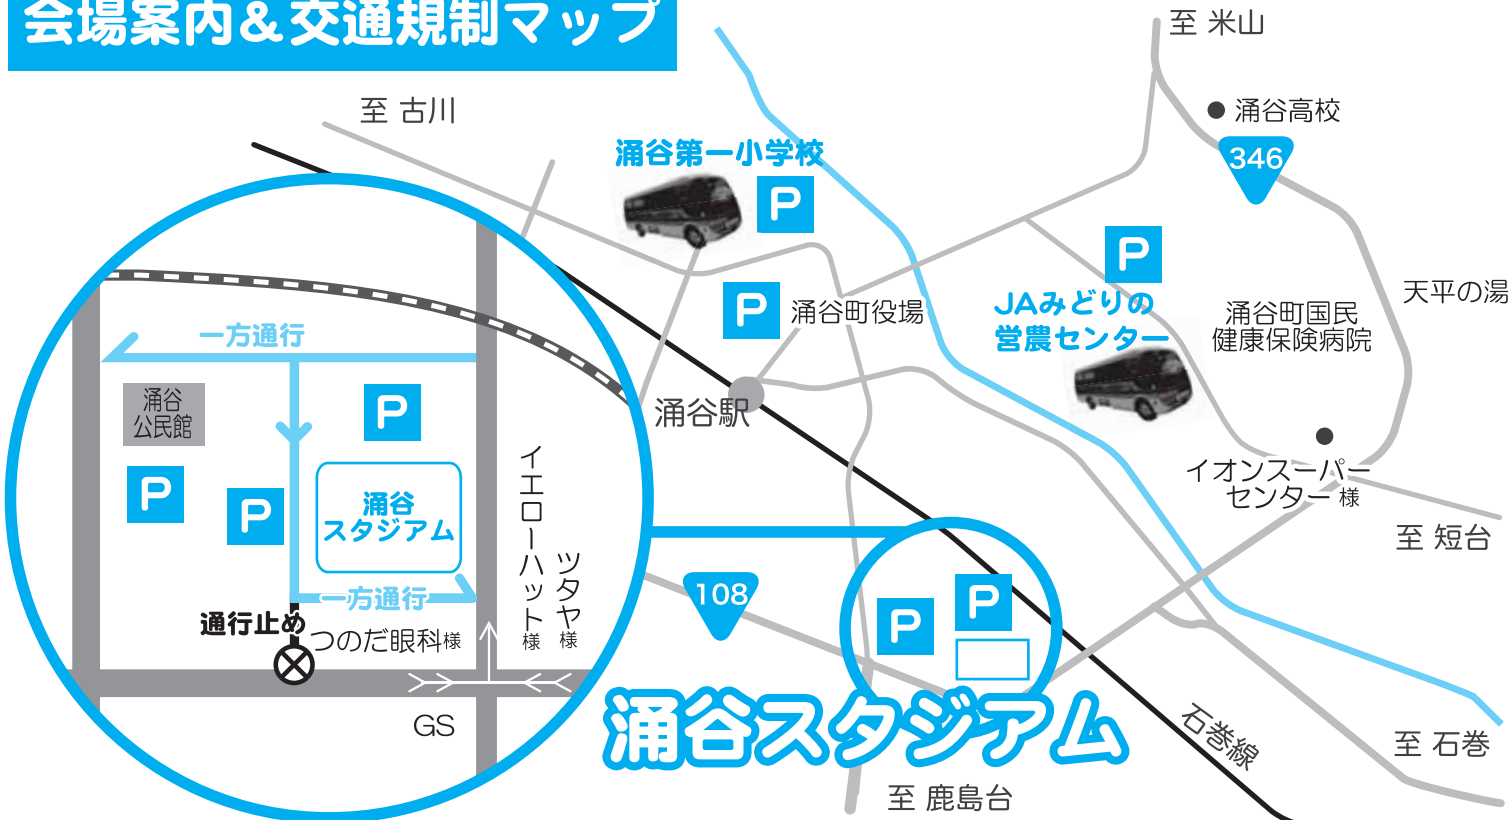 会場案内&交通規制マップ
至 米山
至 古川
涌谷高校
346
涌谷第一小学校
P
P
天平の湯
P
涌谷町役場
JAみどりの
営農センター
涌谷町国民
健康保険病院
一方通行
涌谷
公民館
P
涌谷駅
イエローハット様
ツタヤ様
イオンスーパー
センター 様
P
P
涌谷
スタジアム
至 短台
一方通行
108
P
P
通行止め
つのだ眼科様
GS
涌谷スタジアム
石巻線
至 石巻
至 鹿島台